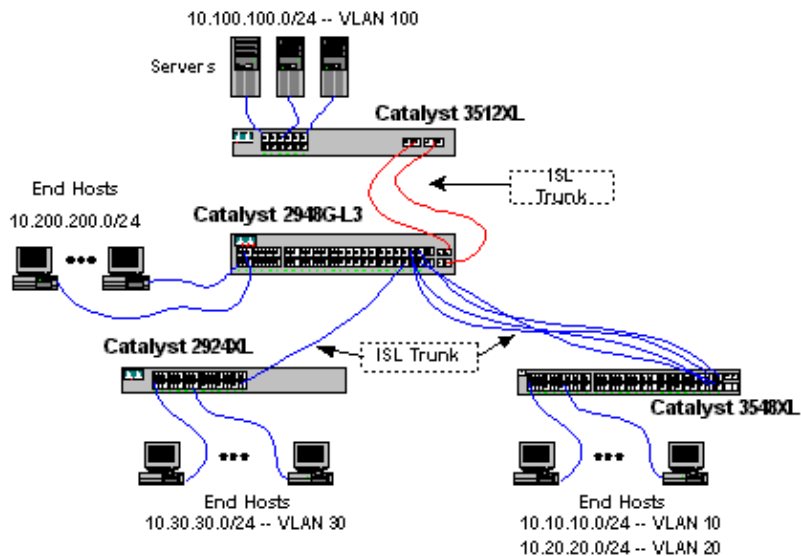 10.100.100.0/24 -- VLAN 100
Servers
Catalyst 3512XL
ISL
Trunk
End Hosts
10.200.200.0/24
Catalyst 2948G-L3
Catalyst 2924XL
ISL Trunk
Catalyst 3548XL
End Hosts
10.30.30.0/24 -- VLAN 30
End Hosts
10.10.10.0/24 -- VLAN 10
10.20.20.0/24 -- VLAN 20